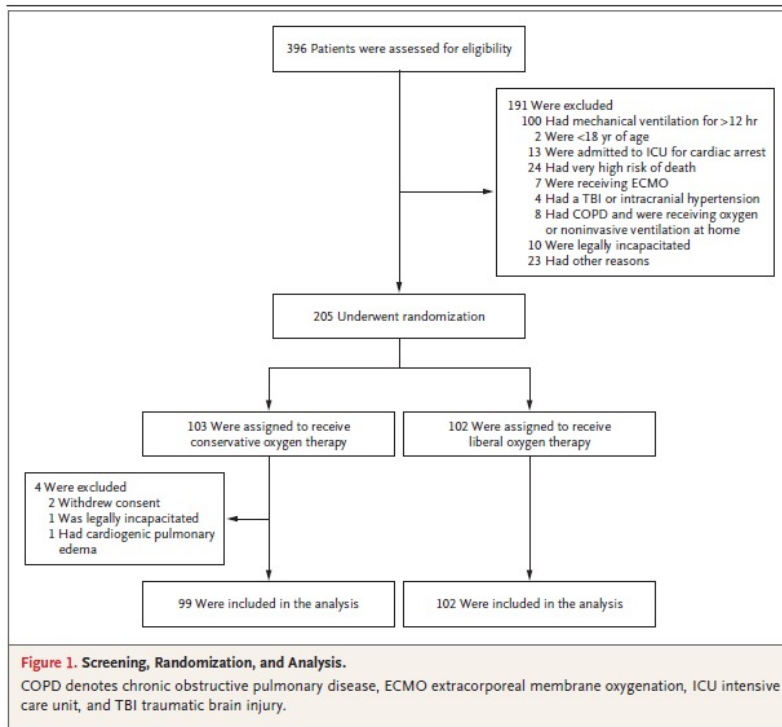 396 Patients were assessed for eligibility
191 Were excluded
100 Had mechanical ventilation for >12 hr
2 Were <18 yr of age
13 Were admitted to ICU for cardiac arrest
24 Had very high risk of death
7 Were receiving ECMO
4 Had a TBI or intracranial hypertension
8 Had COPD and were receiving oxygen
or noninvasive ventilation at home
10 Were legally incapacitated
23 Had other reasons
205 Underwent randomization
103 Were assigned to receive
conservative oxygen therapy
102 Were assigned to receive
liberal oxygen therapy
4 Were excluded
2 Withdrew consent
1 Was legally incapacitated
1 Had cardiogenic pulmonary
edema
99 Were included in the analysis
102 Were included in the analysis
Figure 1. Screening, Randomization, and Analysis.
COPD denotes chronic obstructive pulmonary disease, ECMO extracorporeal membrane oxygenation, ICU intensive
care unit, and TBI traumatic brain injury.